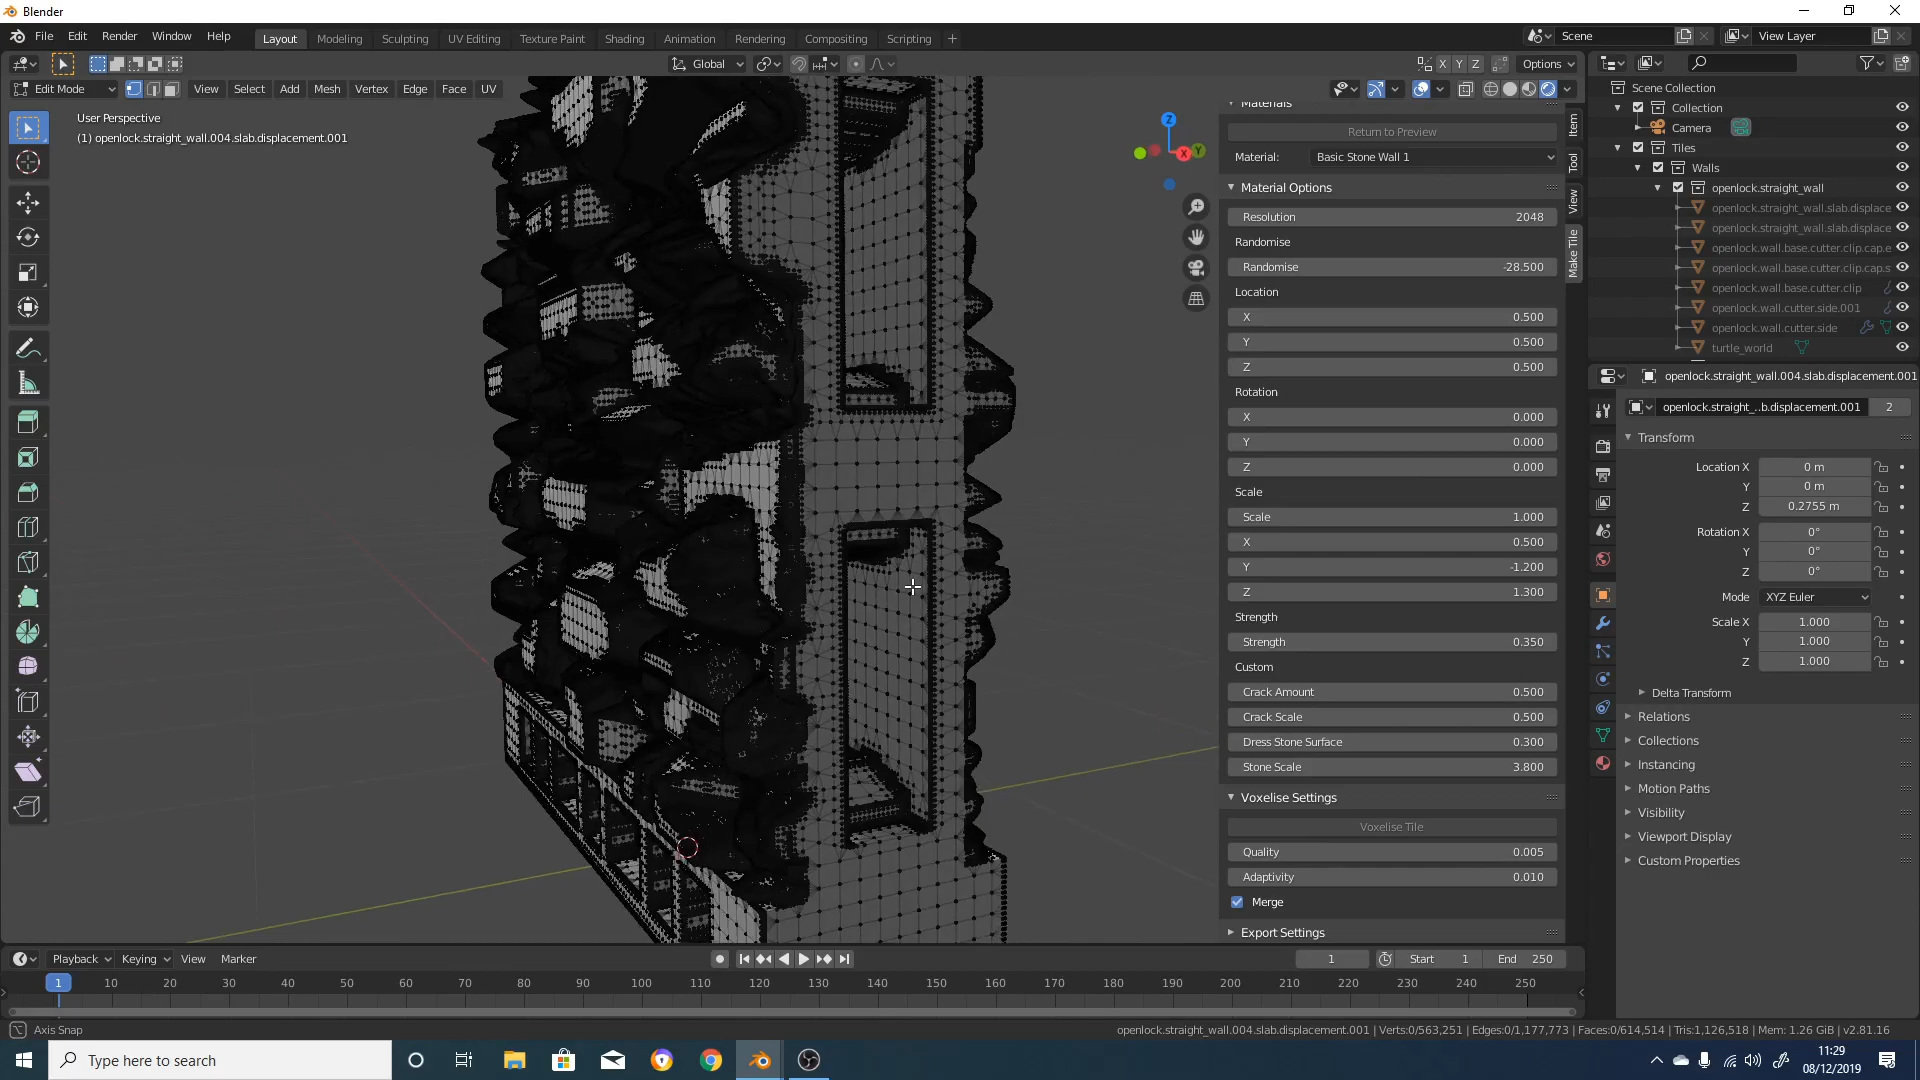 Blender
File Edit Render Window Help Layout Modeling Sculpting UV Editing Texture Paint Shading Animation Rendering Compositing Scripting + Scene View Layer
Global X Y Z Options
Edit Mode View Select Add Mesh Vertex Edge Face UV
User Perspective
(1) openlock.straight_wall.004.slab.displacement.001
Z
X
Y
Materials
Return to Preview
Material: Basic Stone Wall 1
Material Options
Resolution 2048
Randomise
Randomise -28.500
Location
X 0.500
Y 0.500
Z 0.500
Rotation
X 0.000
Y 0.000
Z 0.000
Scale
Scale 1.000
X 0.500
Y -1.200
Z 1.300
Strength
Strength 0.350
Custom
Crack Amount 0.500
Crack Scale 0.500
Dress Stone Surface 0.300
Stone Scale 3.800
Voxelise Settings
Voxelise Tile
Quality 0.005
Adaptivity 0.010
Merge
Export Settings
Item
Tool
View
Make Tile
Scene Collection
Collection
Camera
Tiles
Walls
openlock.straight_wall
openlock.straight_wall.slab.displace
openlock.straight_wall.slab.displace
openlock.wall.base.cutter.clip.cap.e
openlock.wall.base.cutter.clip.cap.s
openlock.wall.base.cutter.clip
openlock.wall.cutter.side.001
openlock.wall.cutter.side
turtle_world
openlock.straight_wall.004.slab.displacement.001
openlock.straight_..b.displacement.001 2
Transform
Location X 0 m
Y 0 m
Z 0.2755 m
Rotation X 0°
Y 0°
Z 0°
Mode XYZ Euler
Scale X 1.000
Y 1.000
Z 1.000
Delta Transform
Relations
Collections
Instancing
Motion Paths
Visibility
Viewport Display
Custom Properties
Playback Keying View Marker 1 Start 1 End 250
1 10 20 30 40 50 60 70 80 90 100 110 120 130 140 150 160 170 180 190 200 210 220 230 240 250
Axis Snap
openlock.straight_wall.004.slab.displacement.001 | Verts:0/563,251 | Edges:0/1,177,773 | Faces:0/614,514 | Tris:1,126,518 | Mem: 1.26 GiB | v2.81.16
Type here to search
11:29
08/12/2019